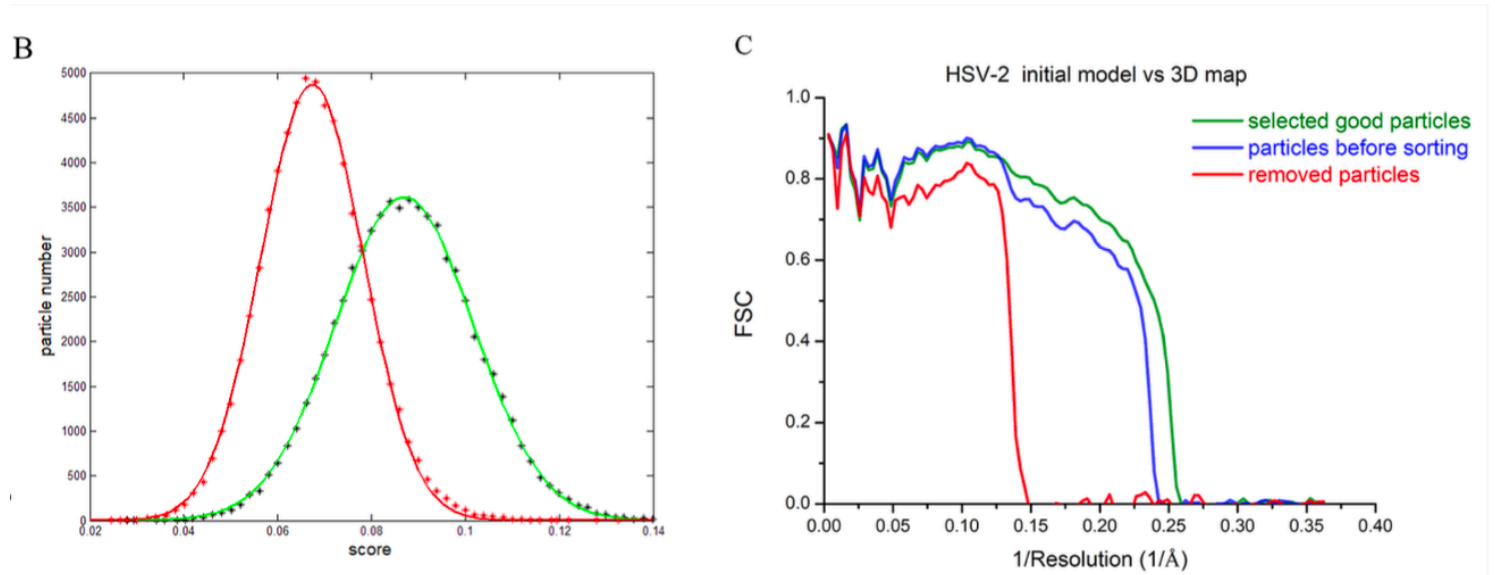 B
5000
4500
4000
3500
3000
2500
2000
1500
1000
500
0
particle number
0.02 0.04 0.06 0.08 0.1 0.12 0.14
score
C
HSV-2 initial model vs 3D map
selected good particles
particles before sorting
removed particles
1.0
0.8
0.6
0.4
0.2
0.0
FSC
0.00 0.05 0.10 0.15 0.20 0.25 0.30 0.35 0.40
1/Resolution (1/Å)